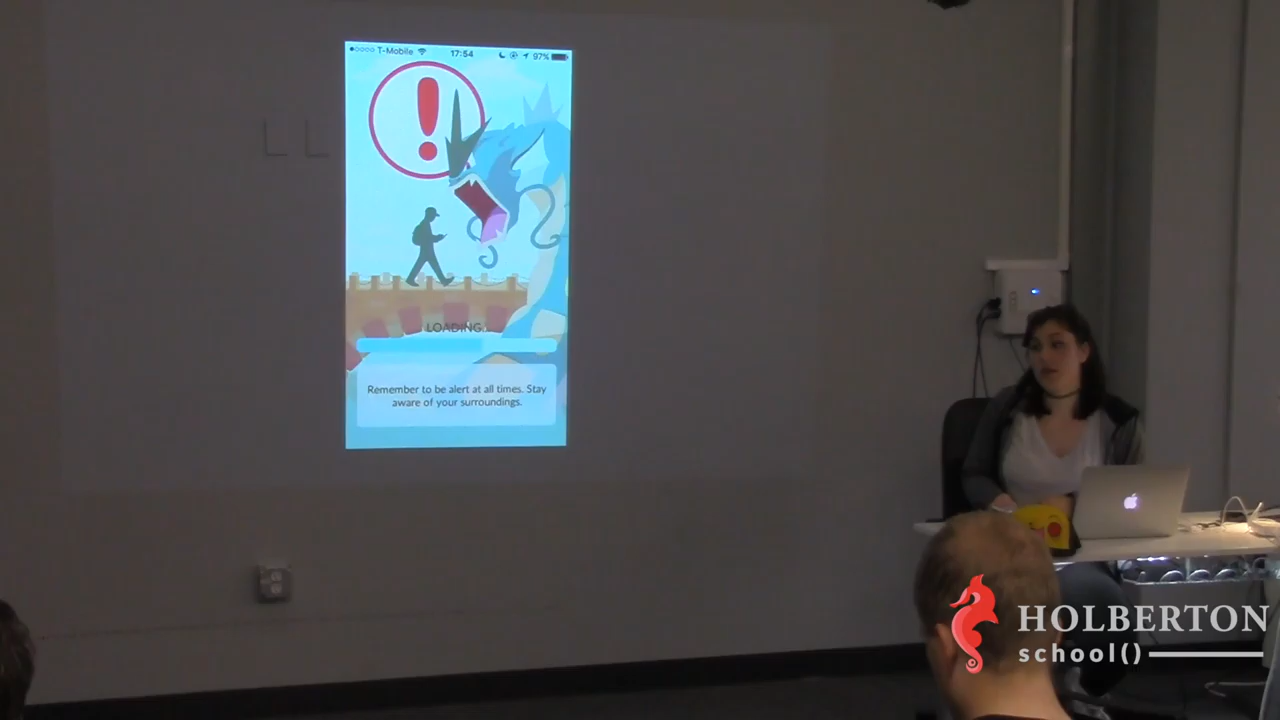 T-Mobile 17:54 97%
LOADING...
Remember to be alert at all times. Stay
aware of your surroundings.
HOLBERTON
school()